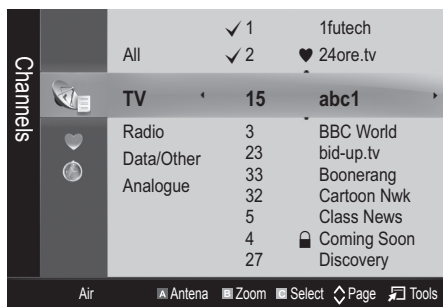 Channels
✓ 1 1futech
All ✓ 2 ♥ 24ore.tv
TV 15 abc1
Radio 3 BBC World
Data/Other 23 bid-up.tv
Analogue 33 Boonerang
32 Cartoon Nwk
5 Class News
4 Coming Soon
27 Discovery
Air A Antena B Zoom C Select Page Tools